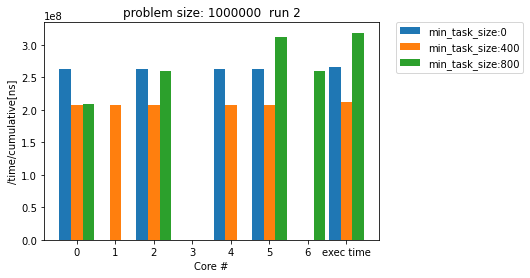 problem size: 1000000  run 2
1e8
min_task_size:0
min_task_size:400
min_task_size:800
3.0
2.5
2.0
1.5
1.0
0.5
0.0
/time/cumulative[ns]
0 1 2 3 4 5 6 exec time
Core #